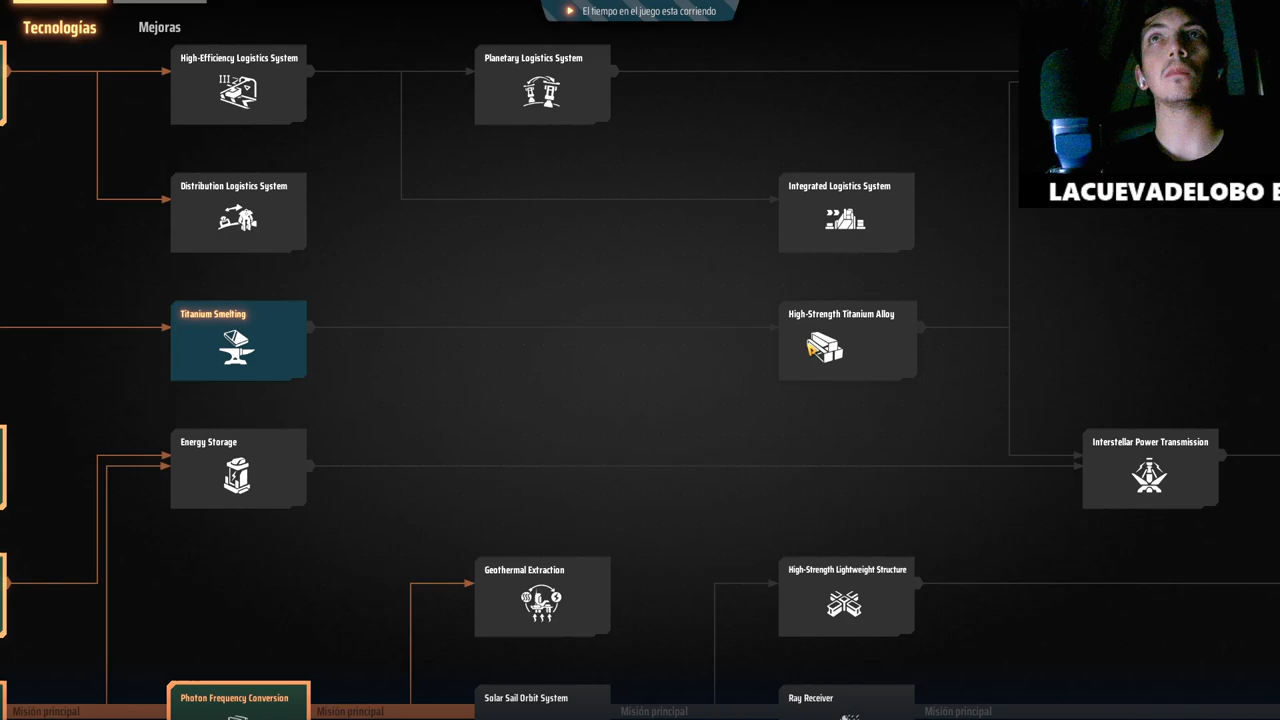 El tiempo en el juego esta corriendo
Tecnologías
Mejoras
High-Efficiency Logistics System
III
Planetary Logistics System
Distribution Logistics System
Integrated Logistics System
LACUEVADELOBO E
Titanium Smelting
High-Strength Titanium Alloy
Energy Storage
Interstellar Power Transmission
Geothermal Extraction
High-Strength Lightweight Structure
Photon Frequency Conversion
Solar Sail Orbit System
Ray Receiver
Misión principal
Misión principal
Misión principal
Misión principal